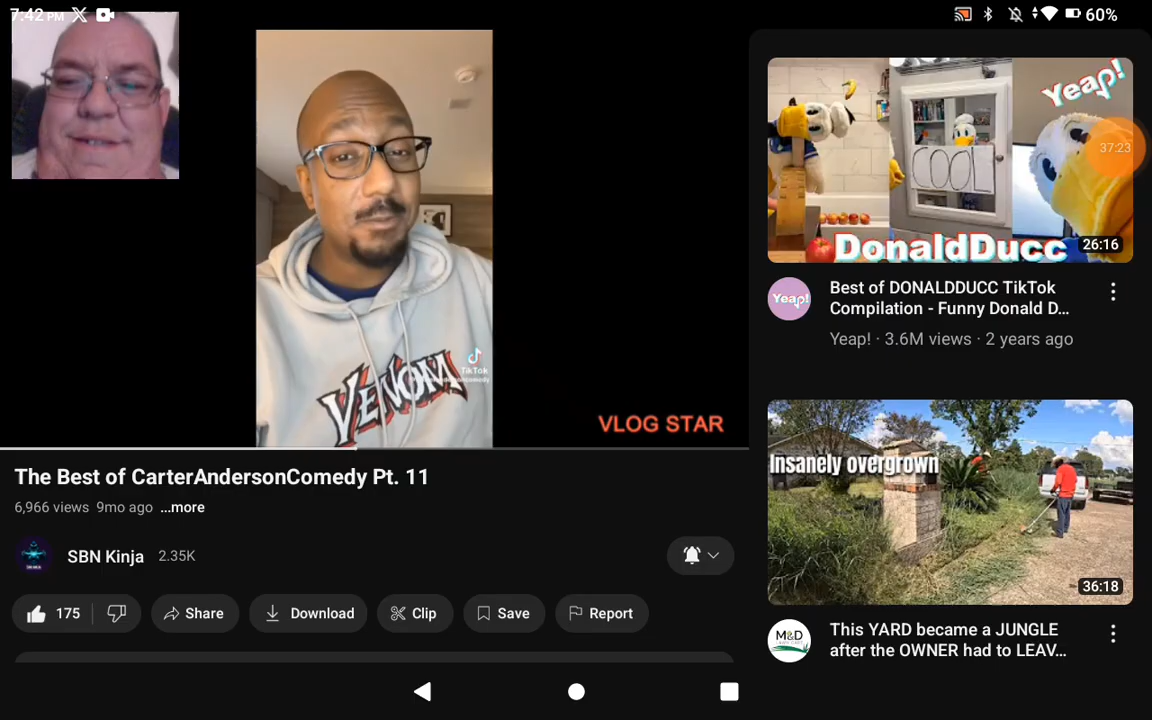 7:42 PM
60%
VENOM
TikTok
VLOG STAR
The Best of CarterAndersonComedy Pt. 11
6,966 views 9mo ago ...more
SBN Kinja 2.35K
175
Share
Download
Clip
Save
Report
Yeap!
COOL
37:23
DonaldDucc
26:16
Yeap!
Best of DONALDDUCC TikTok
Compilation - Funny Donald D...
Yeap! · 3.6M views · 2 years ago
Insanely overgrown
36:18
M&D
This YARD became a JUNGLE
after the OWNER had to LEAV...